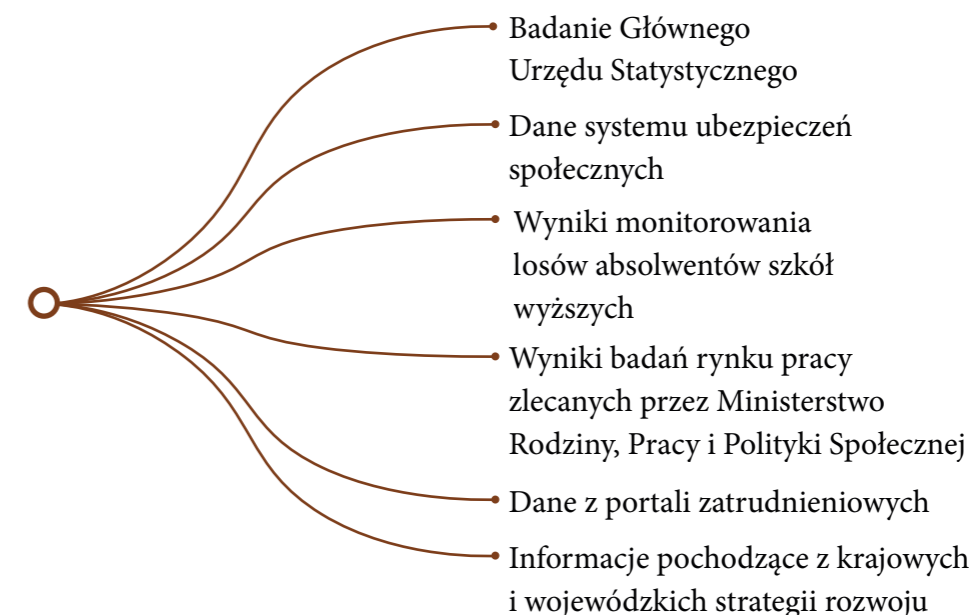 Badanie Głównego
Urzędu Statystycznego
Dane systemu ubezpieczeń
społecznych
Wyniki monitorowania
losów absolwentów szkół
wyższych
Wyniki badań rynku pracy
zlecanych przez Ministerstwo
Rodziny, Pracy i Polityki Społecznej
Dane z portali zatrudnieniowych
Informacje pochodzące z krajowych
i wojewódzkich strategii rozwoju